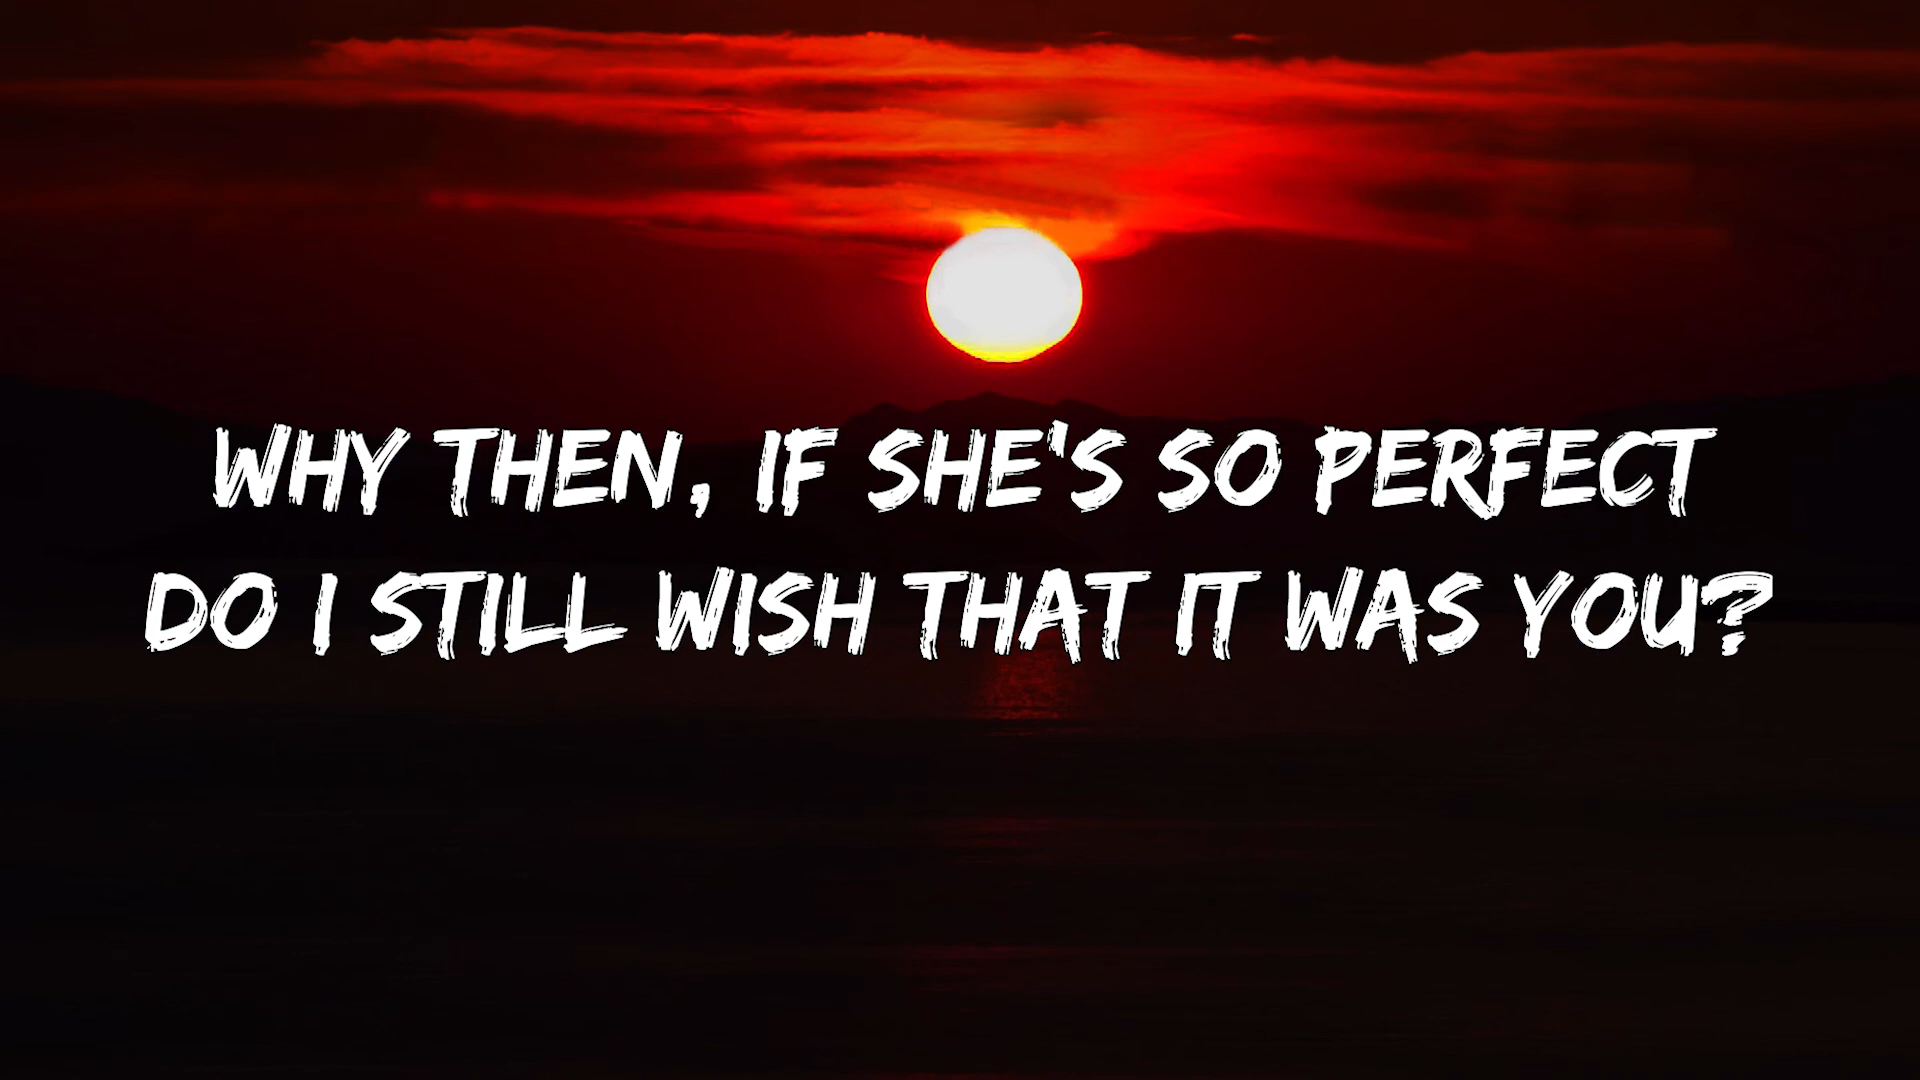 WHY THEN, IF SHE'S SO PERFECT
DO I STILL WISH THAT IT WAS YOU?